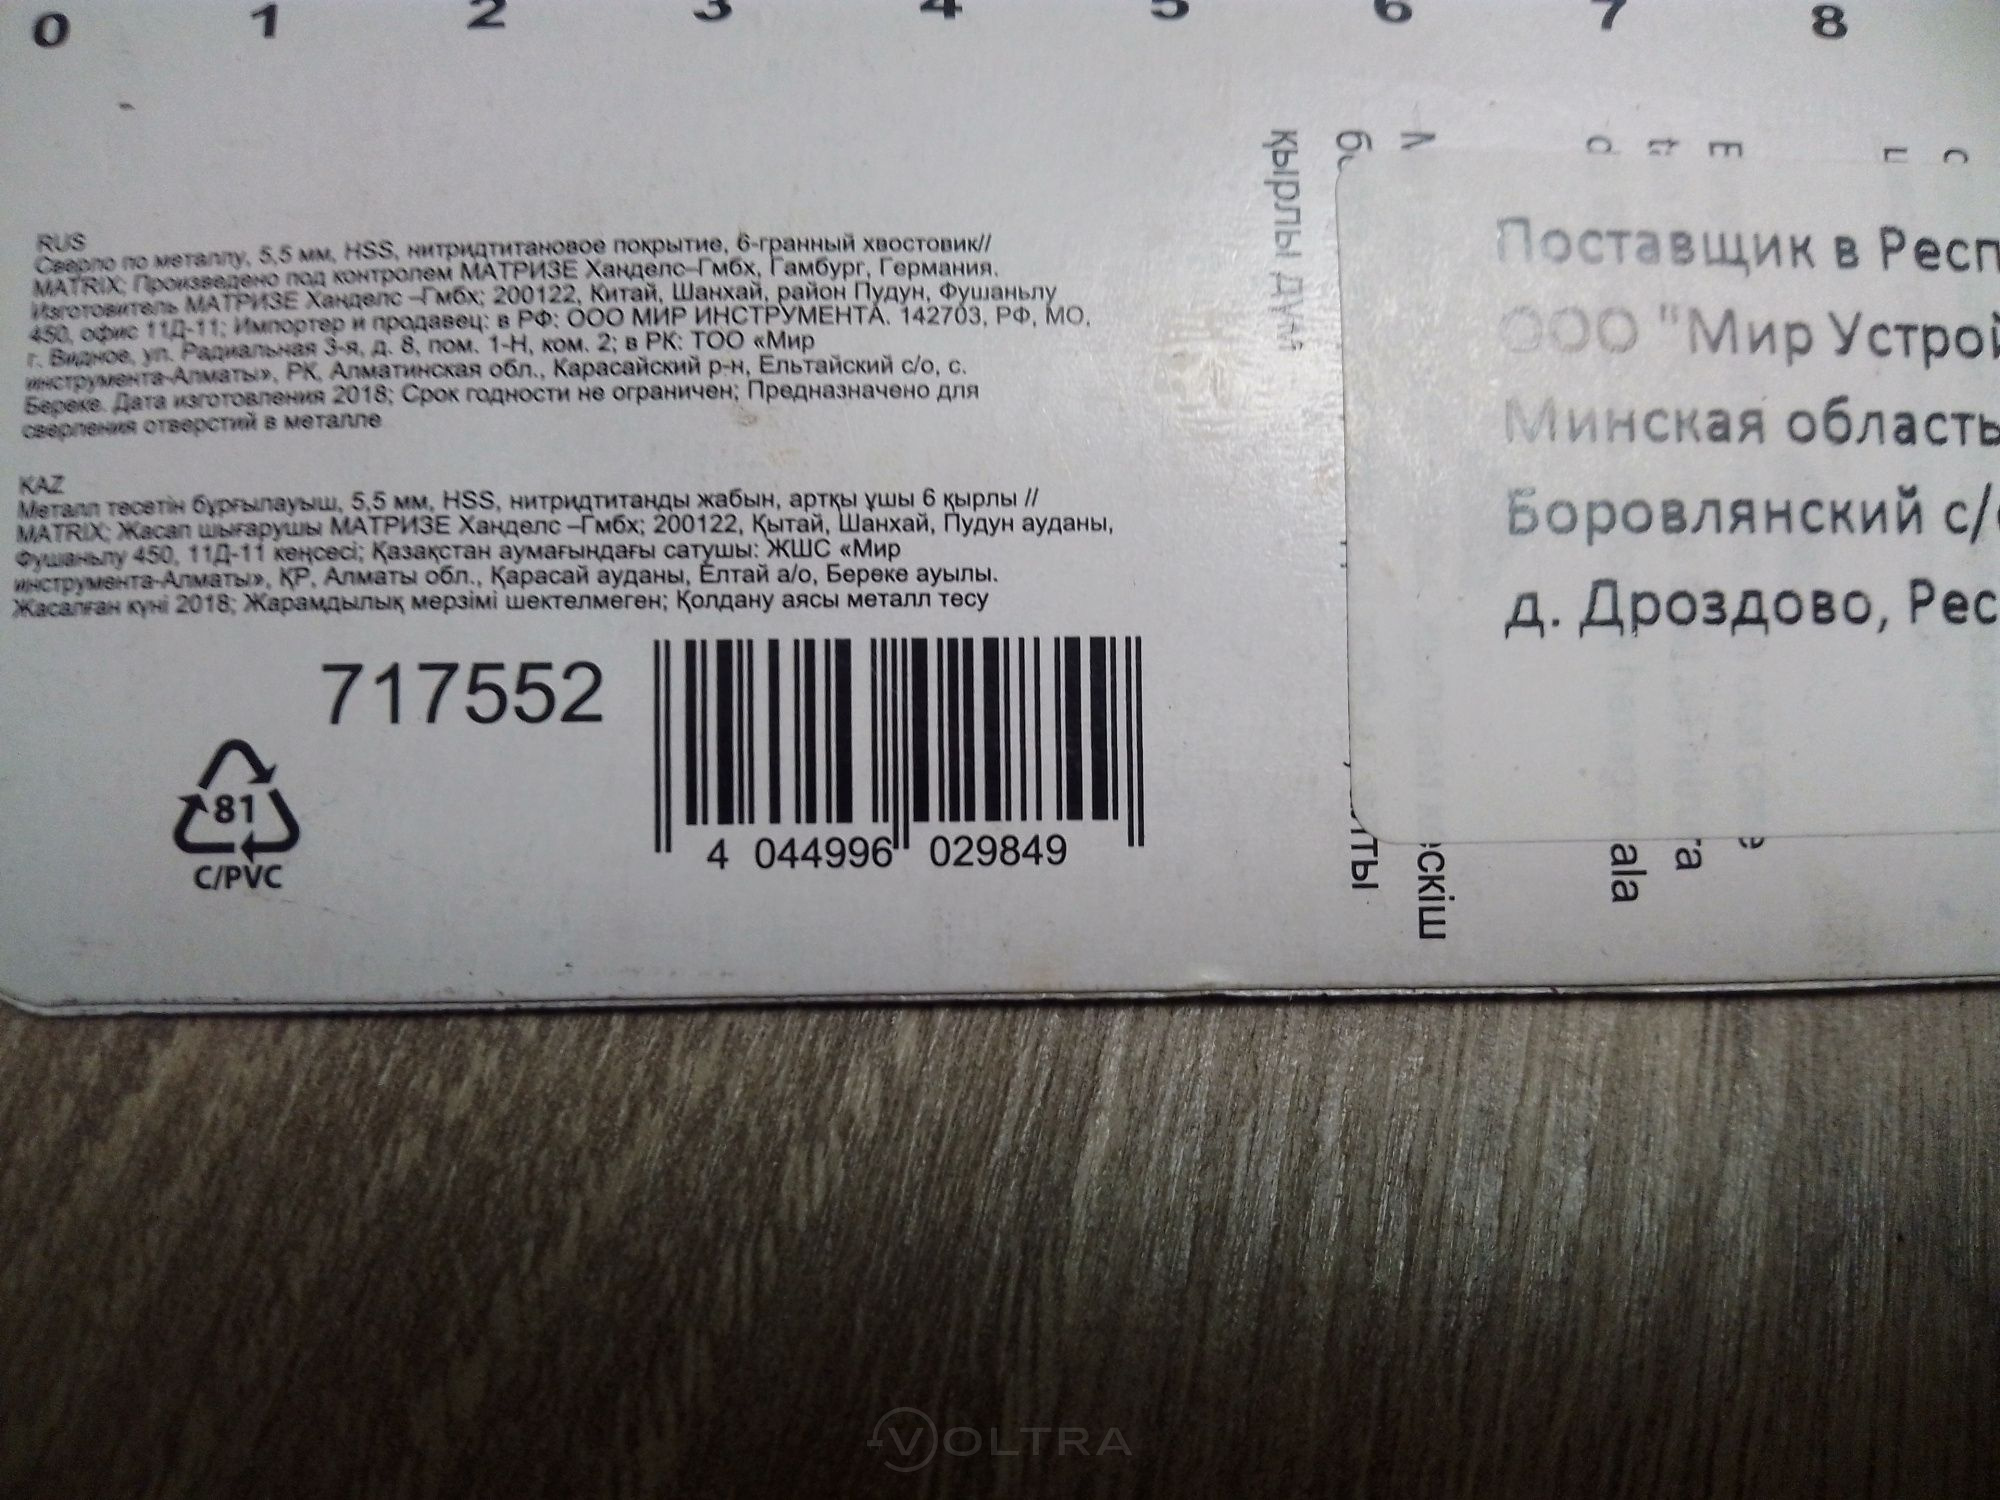 0 1 2 3 4 5 6 7 8
RUS
Сверло по металлу, 5,5 мм, HSS, нитридтитановое покрытие, 6-гранный хвостовик//
MATRIX; Произведено под контролем МАТРИЗЕ Ханделс–Гмбх, Гамбург, Германия.
Изготовитель МАТРИЗЕ Ханделс –Гмбх; 200122, Китай, Шанхай, район Пудун, Фушаньлу
450, офис 11Д-11; Импортер и продавец: в РФ: ООО МИР ИНСТРУМЕНТА. 142703, РФ, МО,
г. Видное, ул. Радиальная 3-я, д. 8, пом. 1-Н, ком. 2; в РК: ТОО «Мир
инструмента-Алматы», РК, Алматинская обл., Карасайский р-н, Ельтайский с/о, с.
Береке. Дата изготовления 2018; Срок годности не ограничен; Предназначено для
сверления отверстий в металле
KAZ
Металл тесетін бұрғылауыш, 5,5 мм, HSS, нитридтитанды жабын, артқы ұшы 6 қырлы //
MATRIX; Жасап шығарушы МАТРИЗЕ Ханделс –Гмбх; 200122, Қытай, Шанхай, Пудун ауданы,
Фушаньлу 450, 11Д-11 кеңсесі; Қазақстан аумағындағы сатушы: ЖШС «Мир
инструмента-Алматы», ҚР, Алматы обл., Қарасай ауданы, Елтай а/о, Береке ауылы.
Жасалған күні 2018; Жарамдылық мерзімі шектелмеген; Қолдану аясы металл тесу
717552
4 044996 029849
81
C/PVC
қырлы
Поставщик в Респ
ООО "Мир Устрой
Минская область
Боровлянский с/
д. Дроздово, Рес
ты
скіш
ala
ra
VOLTRA